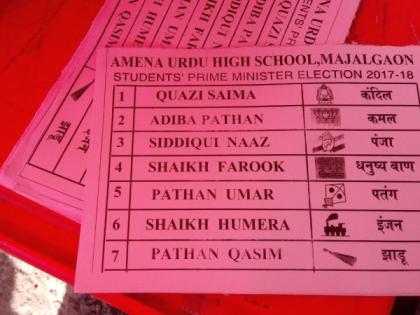 AMENA URDU HIGH SCHOOL,MAJALGAON
STUDENTS' PRIME MINISTER ELECTION 2017-18
1 QUAZI SAIMA कंदिल
2 ADIBA PATHAN कमल
3 SIDDIQUI NAAZ पंजा
4 SHAIKH FAROOK धनुष्य बाण
5 PATHAN UMAR पतंग
6 SHAIKH HUMERA इंजन
7 PATHAN QASIM झाडू